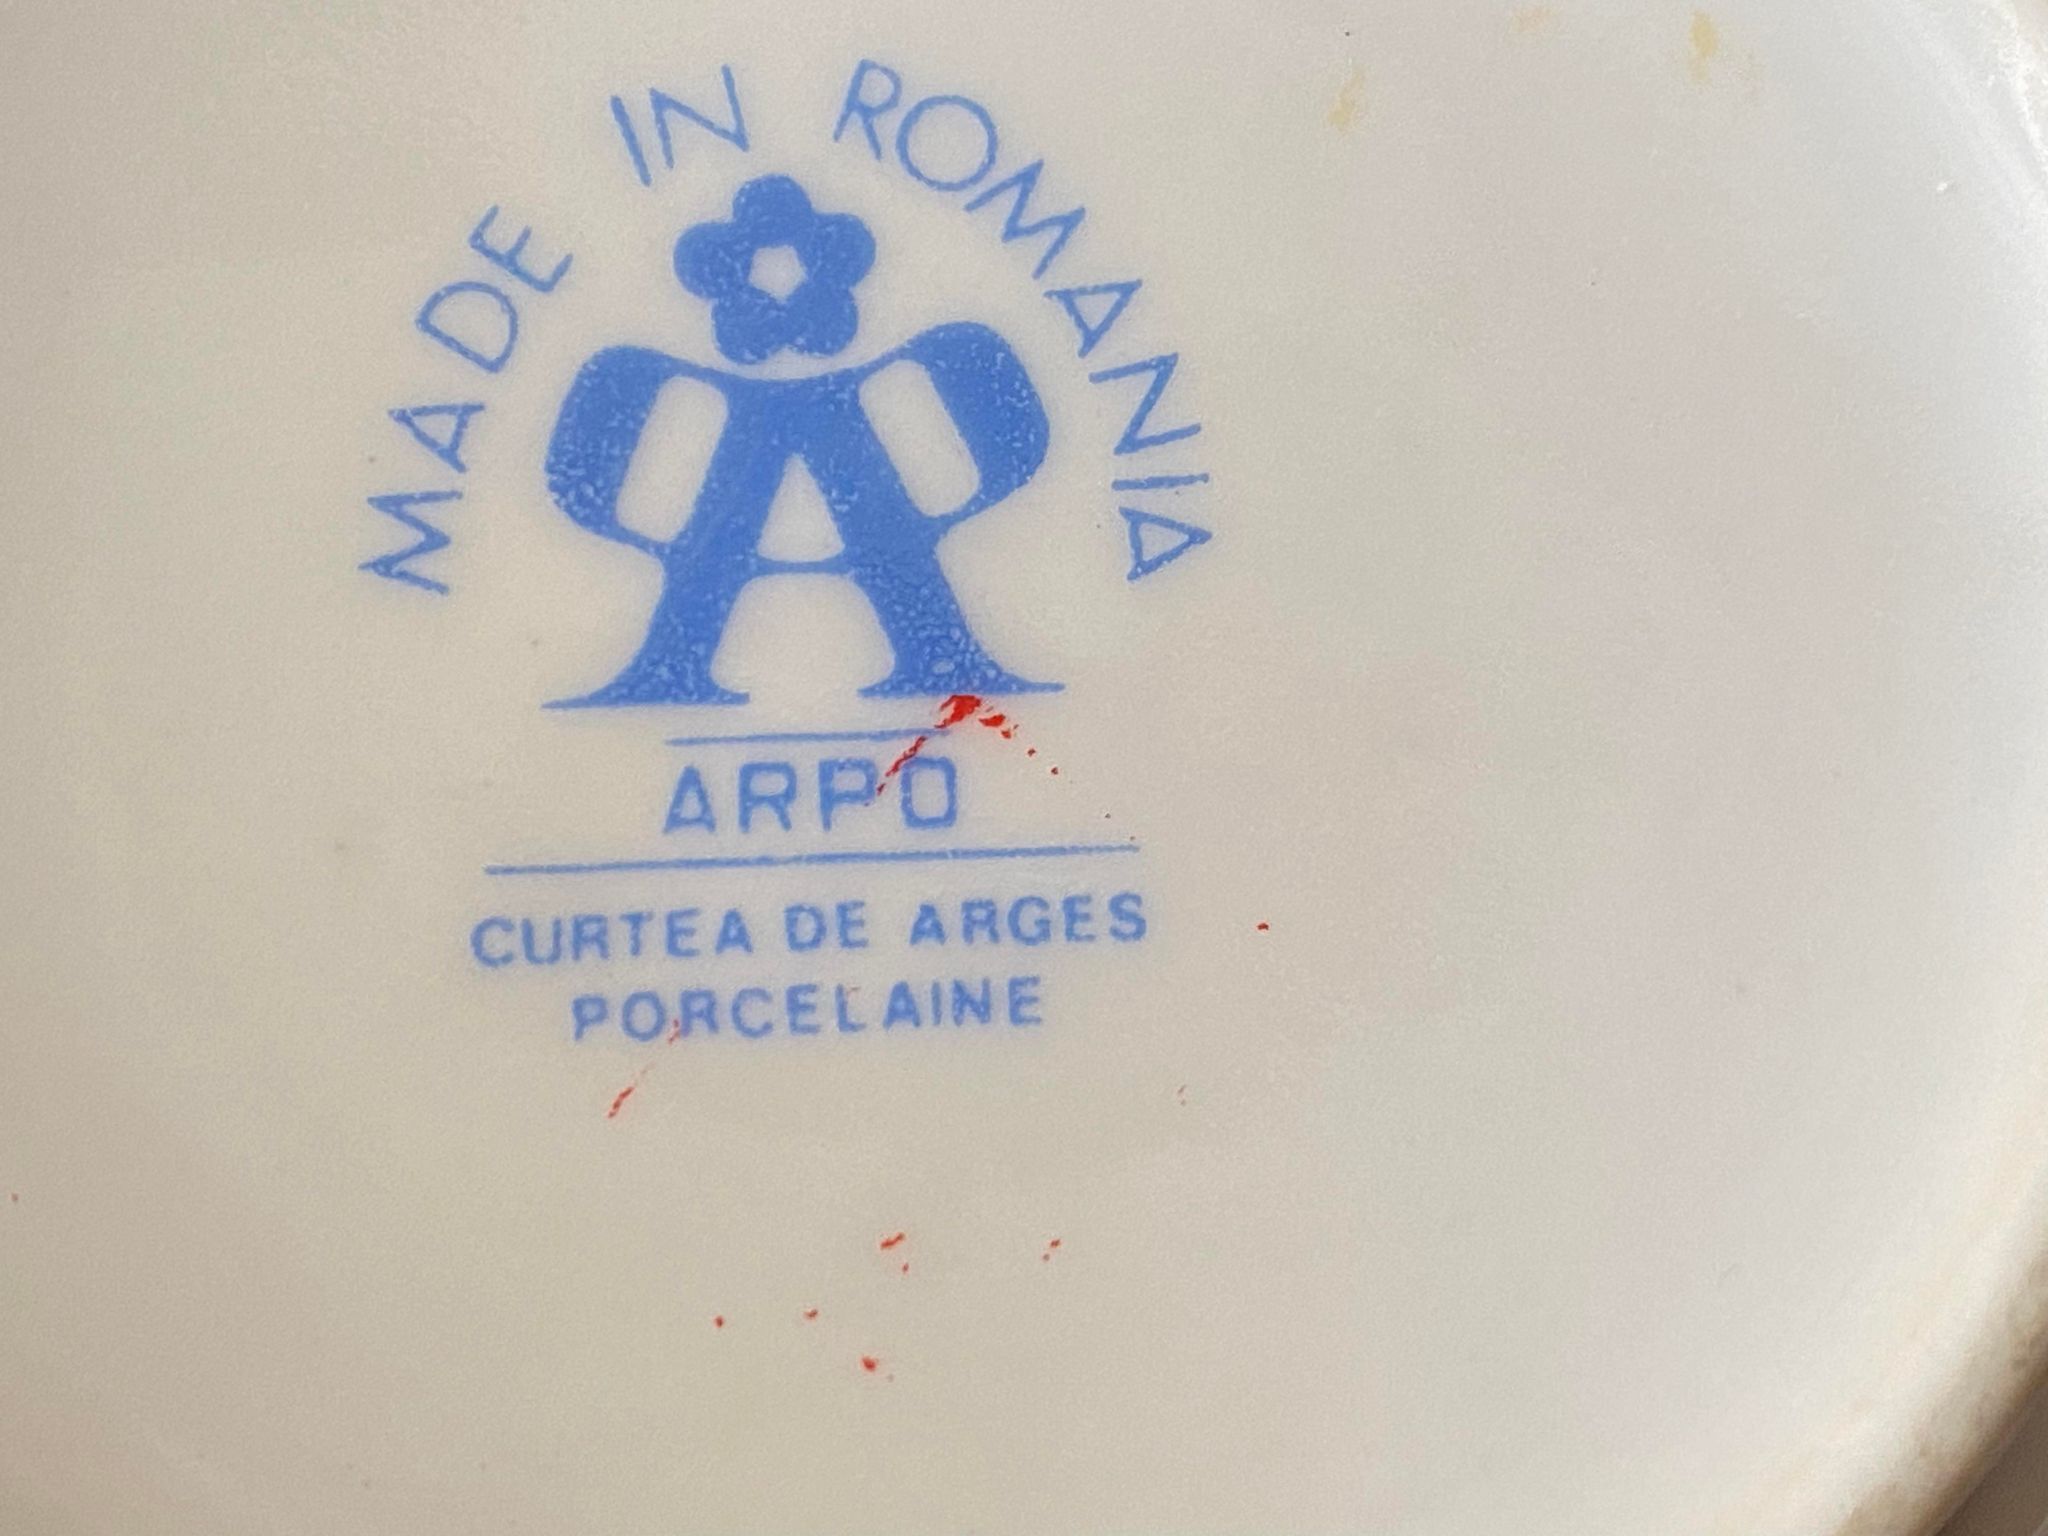 MADE IN ROMANIA
ARPO
CURTEA DE ARGES
PORCELAINE